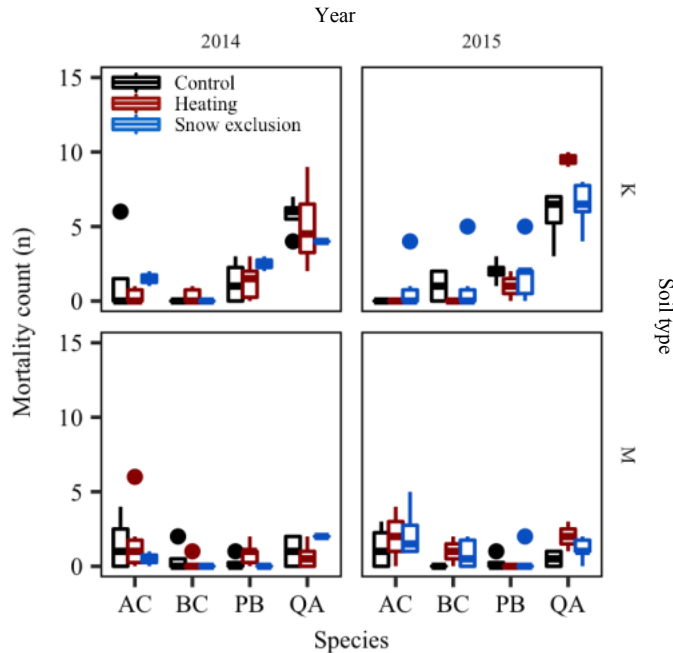 Year
2014 2015
15
Control
Heating
Snow exclusion
10
5
0
K
15
10
5
0
M
Mortality count (n)
Soil type
AC BC PB QA AC BC PB QA
Species